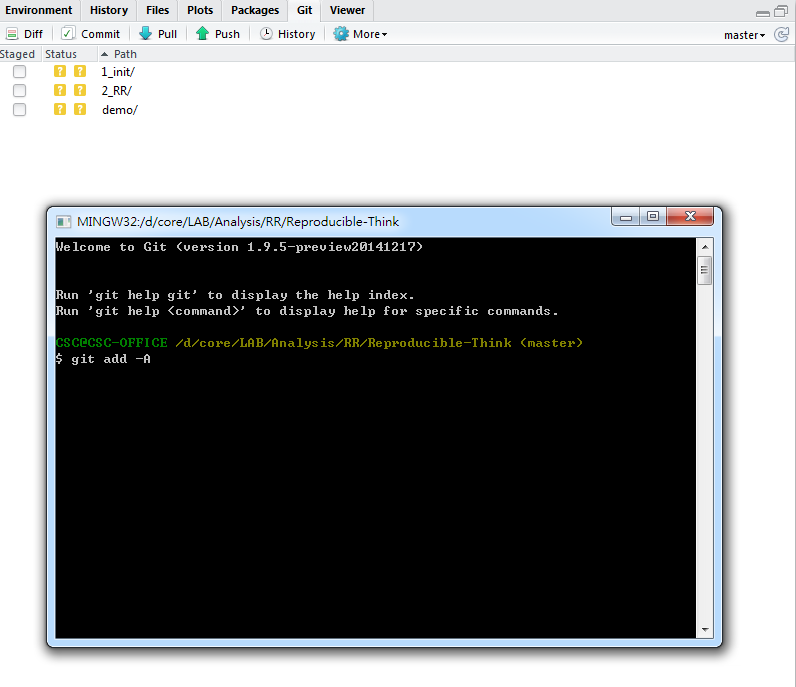 Environment History Files Plots Packages Git Viewer
Diff Commit Pull Push History More master
Staged Status Path
? ? 1_init/
? ? 2_RR/
? ? demo/
MINGW32:/d/core/LAB/Analysis/RR/Reproducible-Think
Welcome to Git (version 1.9.5-preview20141217)
Run 'git help git' to display the help index.
Run 'git help <command>' to display help for specific commands.
CSC@CSC-OFFICE /d/core/LAB/Analysis/RR/Reproducible-Think (master)
$ git add -A